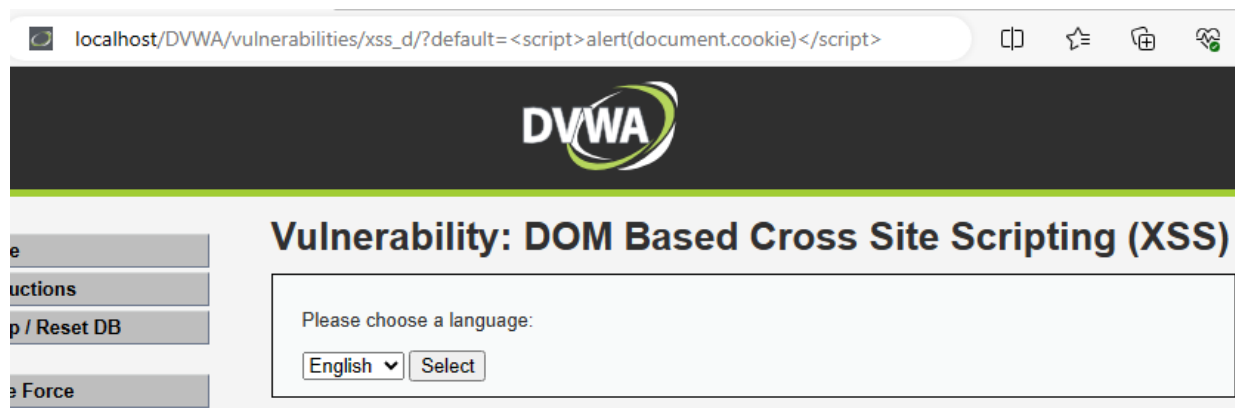 localhost/DVWA/vulnerabilities/xss_d/?default=<script>alert(document.cookie)</script>
DVWA
Vulnerability: DOM Based Cross Site Scripting (XSS)
e
uctions
p / Reset DB
e Force
Please choose a language:
English Select